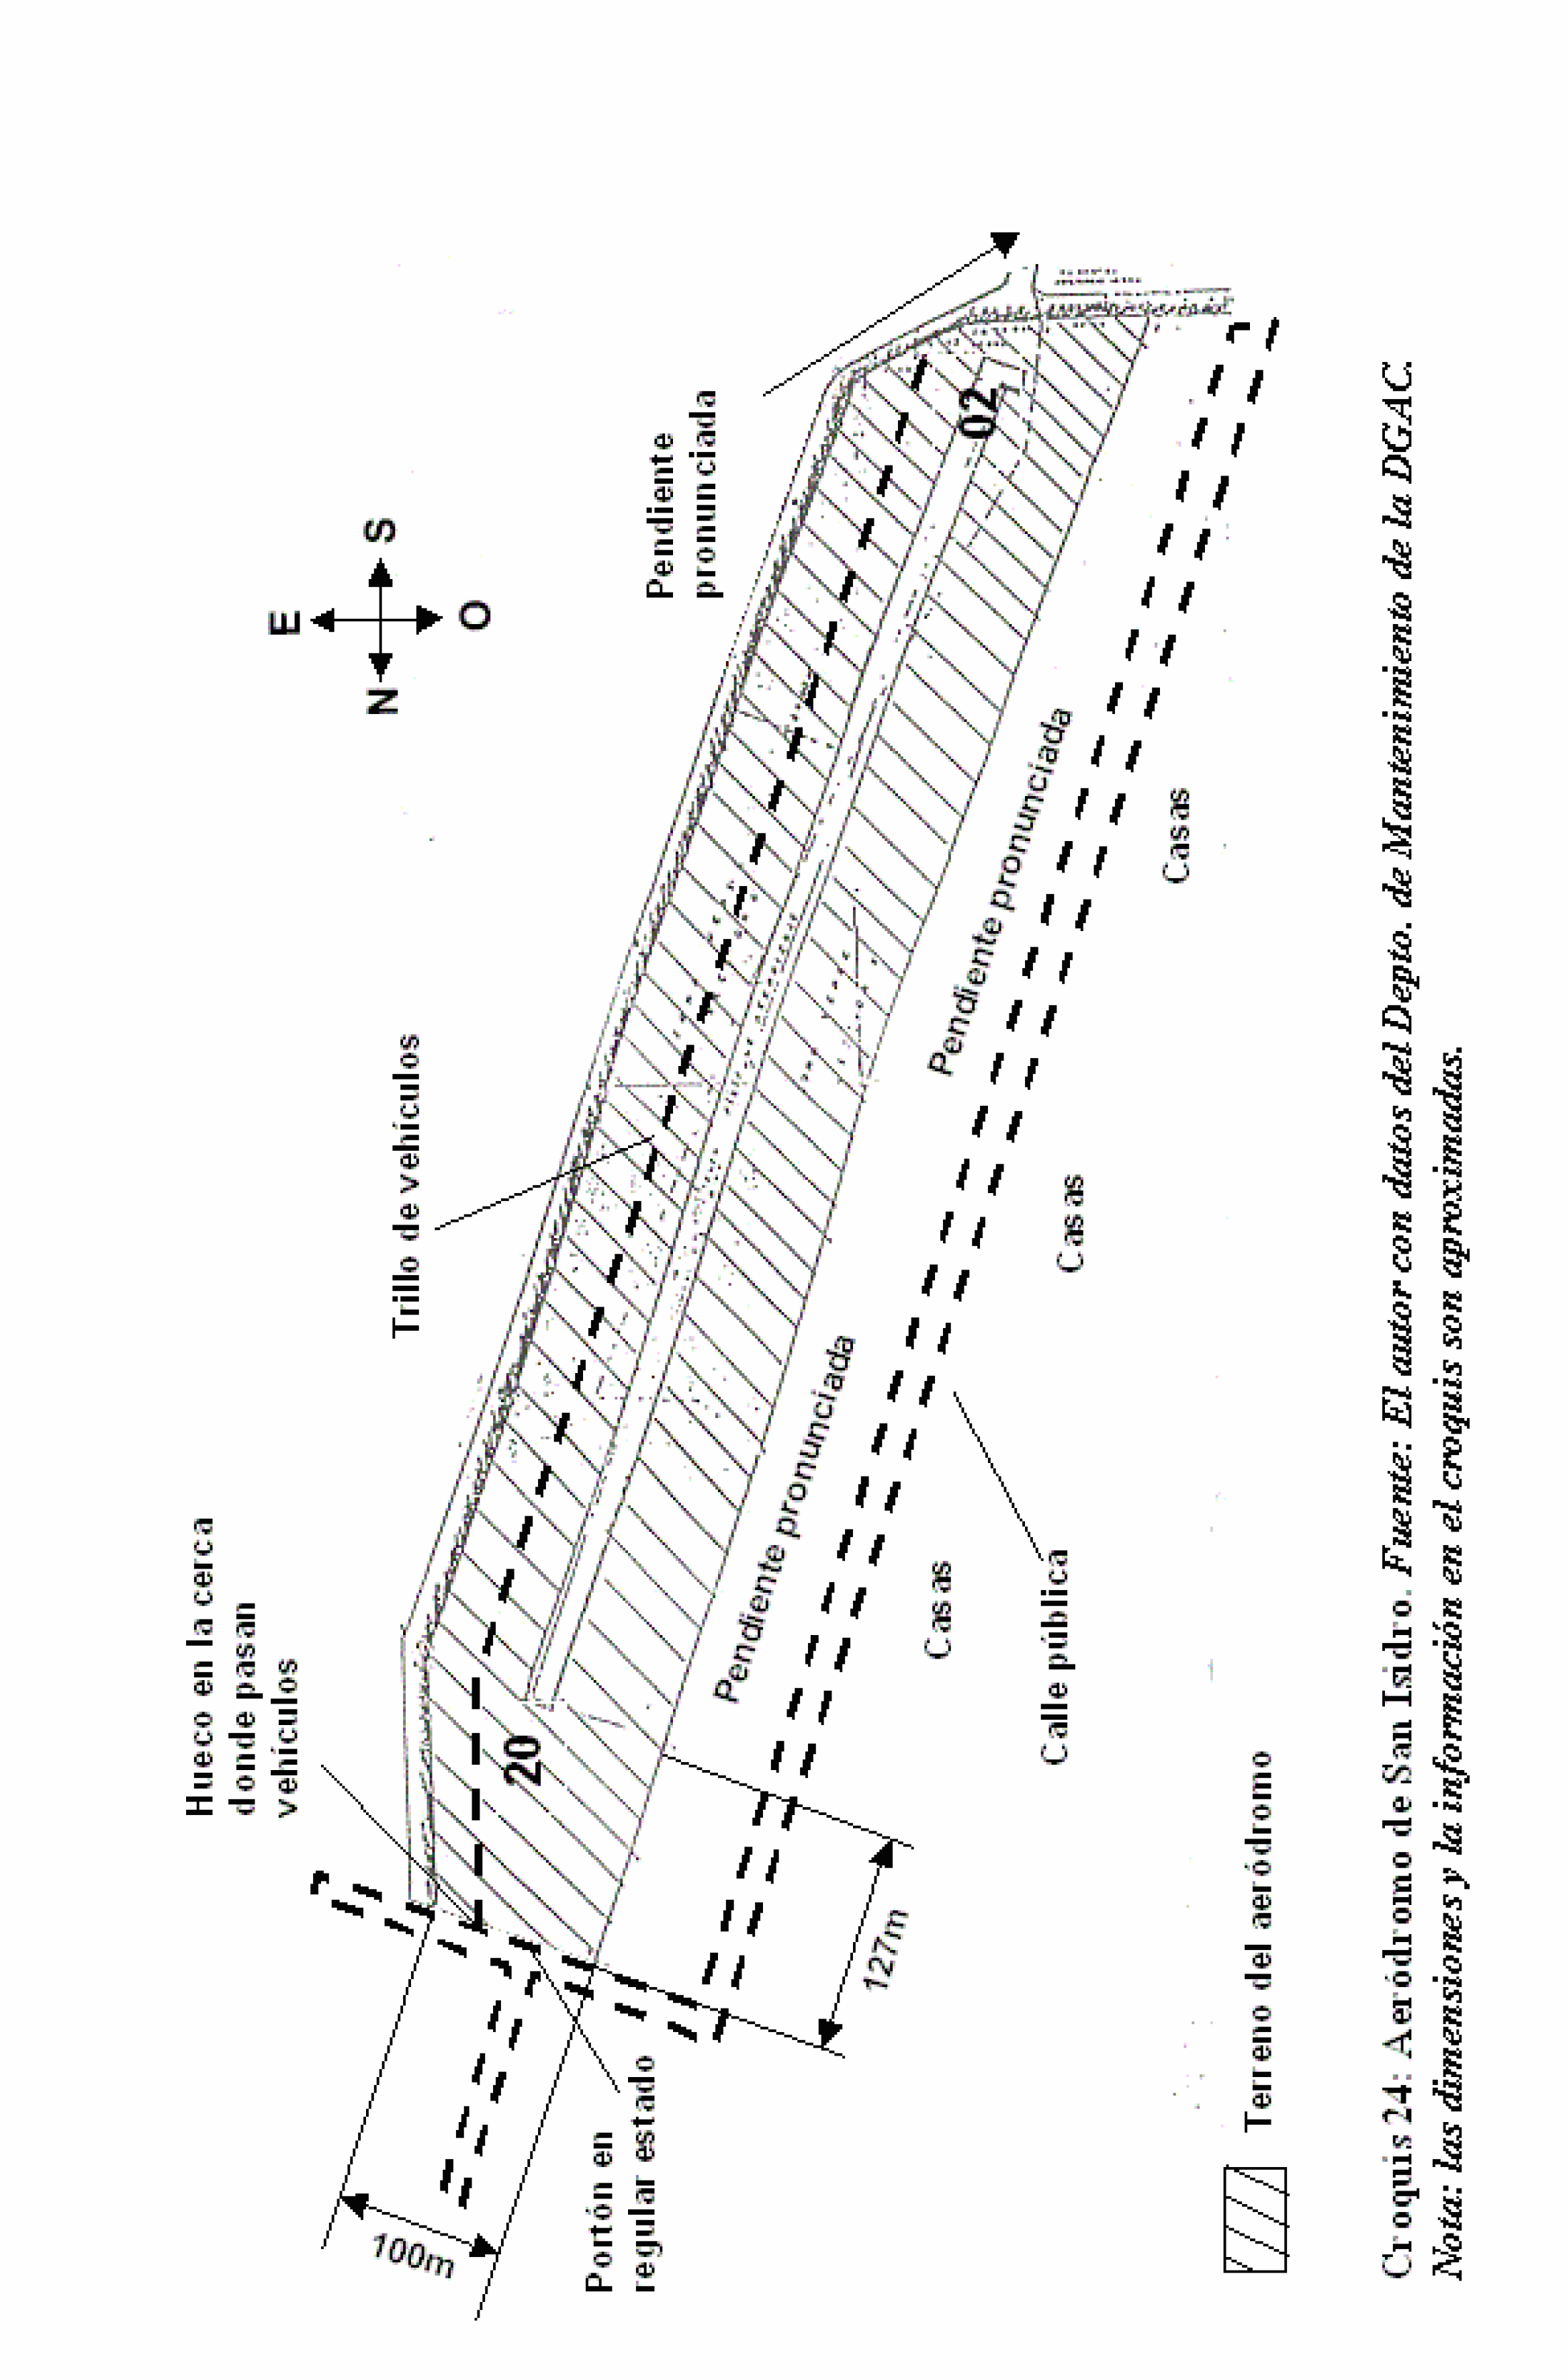 Hueco en la cerca
donde pasan
vehículos
Trillo de vehículos
E
N
S
O
Pendiente
pronunciada
20
02
100m
Portón en
regular estado
127m
Pendiente pronunciada
Pendiente pronunciada
Casas
Casas
Casas
Calle pública
Terreno del aeródromo
Croquis 24: Aeródromo de San Isidro. Fuente: El autor con datos del Depto. de Mantenimiento de la DGAC.
Nota: las dimensiones y la información en el croquis son aproximadas.